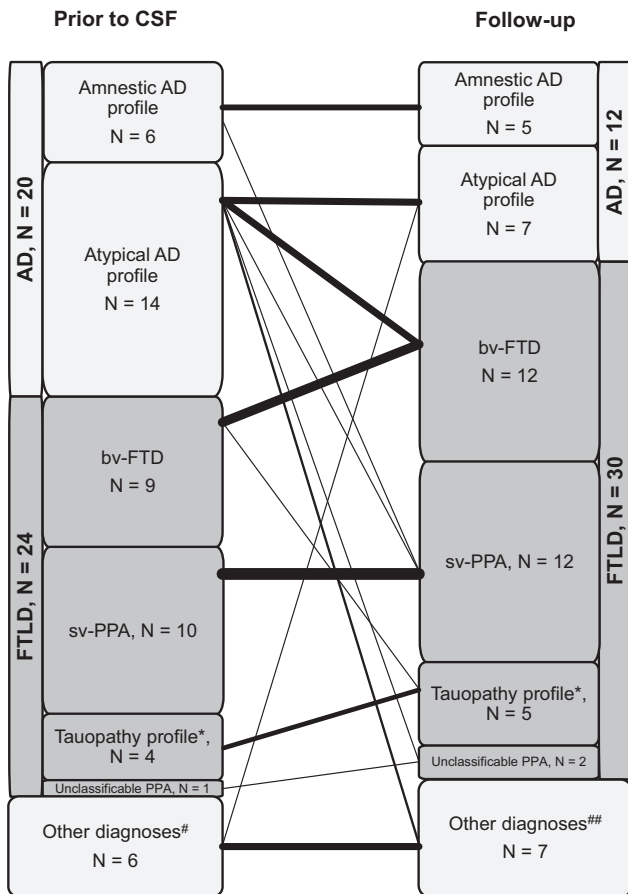 Prior to CSF
Follow-up
AD, N = 20
Amnestic AD
profile
N = 6
Atypical AD
profile
N = 14
FTLD, N = 24
bv-FTD
N = 9
sv-PPA, N = 10
Tauopathy profile*,
N = 4
Unclassifiable PPA, N = 1
Other diagnoses#
N = 6
Amnestic AD
profile
N = 5
AD, N = 12
Atypical AD
profile
N = 7
bv-FTD
N = 12
FTLD, N = 30
sv-PPA, N = 12
Tauopathy profile*,
N = 5
Unclassifiable PPA, N = 2
Other diagnoses##
N = 7